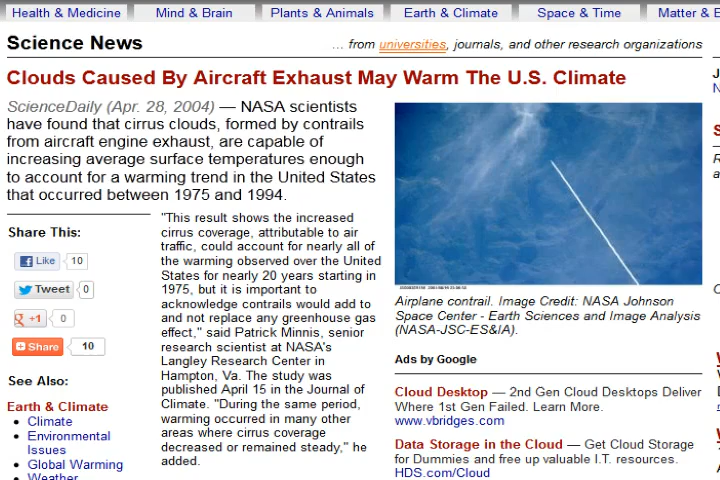 Health & Medicine
Mind & Brain
Plants & Animals
Earth & Climate
Space & Time
Matter & E
Science News
... from universities, journals, and other research organizations
Clouds Caused By Aircraft Exhaust May Warm The U.S. Climate
ScienceDaily (Apr. 28, 2004) — NASA scientists
have found that cirrus clouds, formed by contrails
from aircraft engine exhaust, are capable of
increasing average surface temperatures enough
to account for a warming trend in the United States
that occurred between 1975 and 1994.
Share This:
Like 10
Tweet 0
+1 0
Share 10
See Also:
Earth & Climate
Climate
Environmental
Issues
Global Warming
Weather
"This result shows the increased
cirrus coverage, attributable to air
traffic, could account for nearly all of
the warming observed over the United
States for nearly 20 years starting in
1975, but it is important to
acknowledge contrails would add to
and not replace any greenhouse gas
effect," said Patrick Minnis, senior
research scientist at NASA's
Langley Research Center in
Hampton, Va. The study was
published April 15 in the Journal of
Climate. "During the same period,
warming occurred in many other
areas where cirrus coverage
decreased or remained steady," he
added.
Airplane contrail. Image Credit: NASA Johnson
Space Center - Earth Sciences and Image Analysis
(NASA-JSC-ES&IA).
Ads by Google
Cloud Desktop — 2nd Gen Cloud Desktops Deliver
Where 1st Gen Failed. Learn More.
www.vbridges.com
Data Storage in the Cloud — Get Cloud Storage
for Dummies and free up valuable I.T. resources.
HDS.com/Cloud